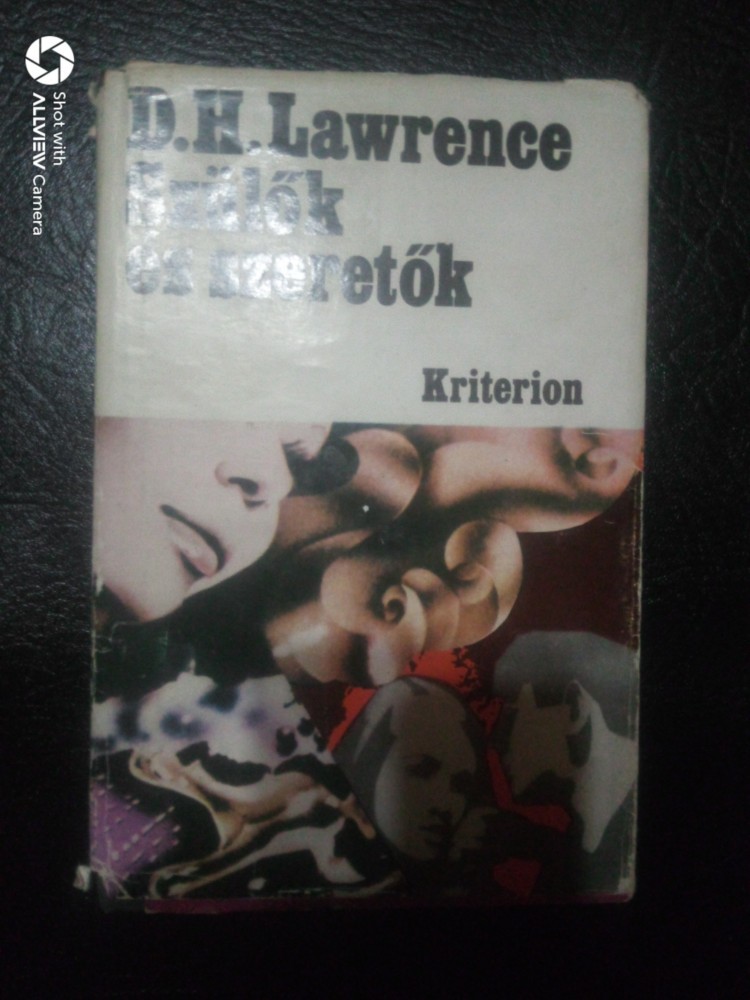 D.H.Lawrence
Szülők
és szeretők
Kriterion
Shot with
ALLVIEW Camera